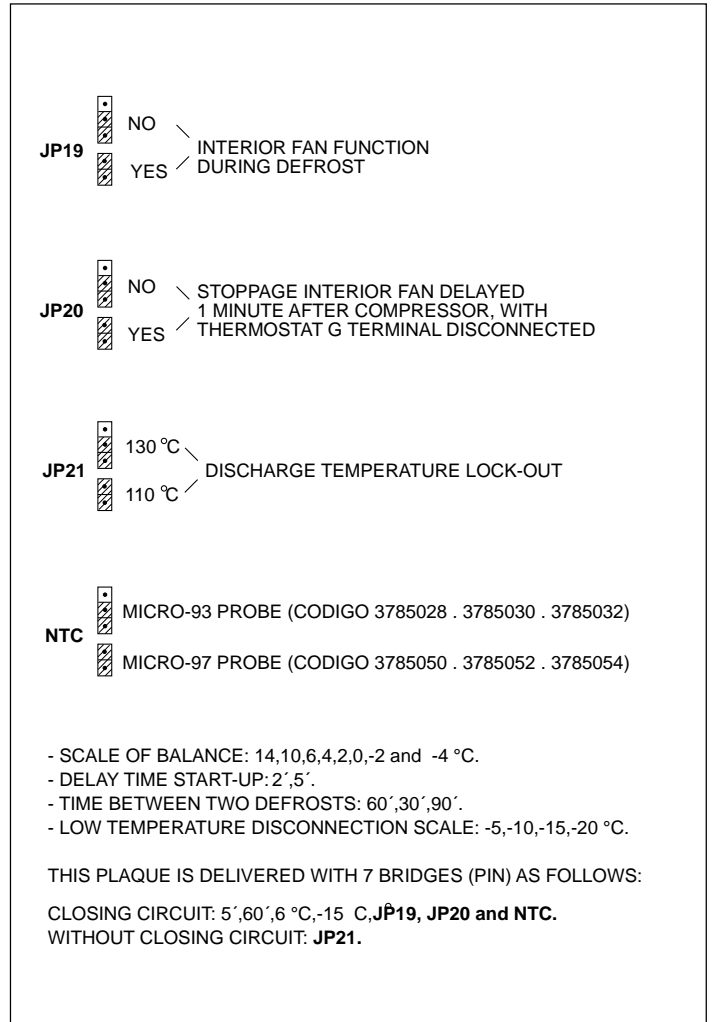 NO
JP19
INTERIOR FAN FUNCTION
DURING DEFROST
YES
NO
JP20
STOPPAGE INTERIOR FAN DELAYED
1 MINUTE AFTER COMPRESSOR, WITH
THERMOSTAT G TERMINAL DISCONNECTED
YES
130 °C
JP21
DISCHARGE TEMPERATURE LOCK-OUT
110 °C
NTC
MICRO-93 PROBE (CODIGO 3785028 . 3785030 . 3785032)
MICRO-97 PROBE (CODIGO 3785050 . 3785052 . 3785054)
- SCALE OF BALANCE: 14,10,6,4,2,0,-2 and -4 °C.
- DELAY TIME START-UP: 2´,5´.
- TIME BETWEEN TWO DEFROSTS: 60´,30´,90´.
- LOW TEMPERATURE DISCONNECTION SCALE: -5,-10,-15,-20 °C.
THIS PLAQUE IS DELIVERED WITH 7 BRIDGES (PIN) AS FOLLOWS:
CLOSING CIRCUIT: 5´,60´,6 °C,-15 °C,JP19, JP20 and NTC.
WITHOUT CLOSING CIRCUIT: JP21.